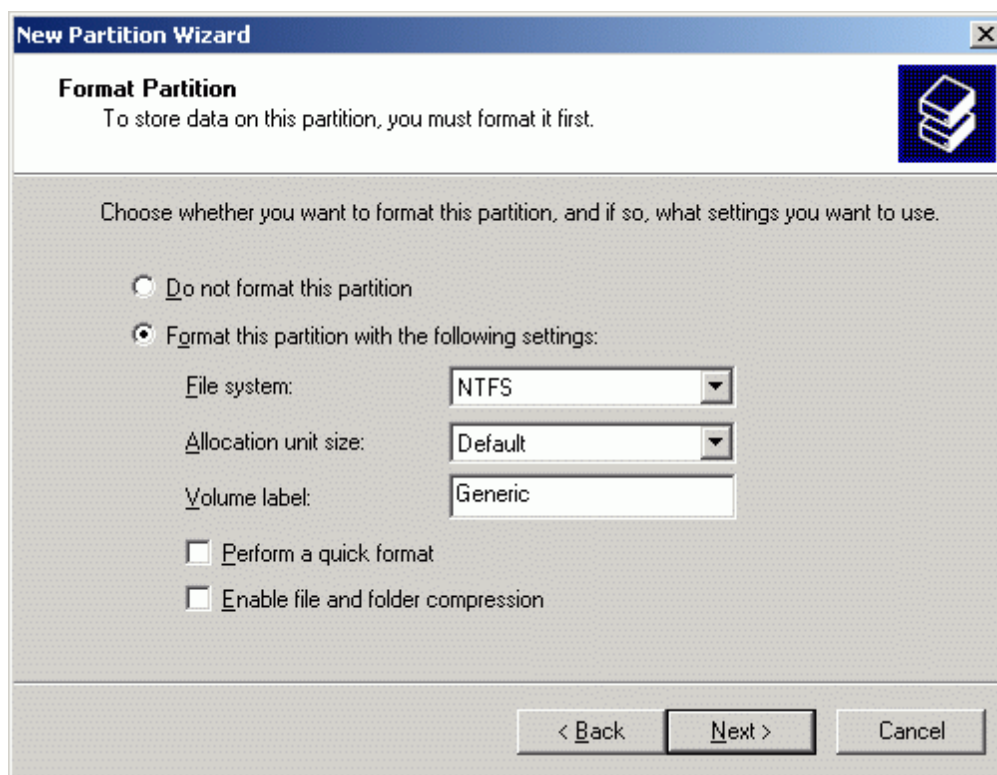 New Partition Wizard
Format Partition
To store data on this partition, you must format it first.
Choose whether you want to format this partition, and if so, what settings you want to use.
Do not format this partition
Format this partition with the following settings:
File system: NTFS
Allocation unit size: Default
Volume label: Generic
Perform a quick format
Enable file and folder compression
< Back Next > Cancel